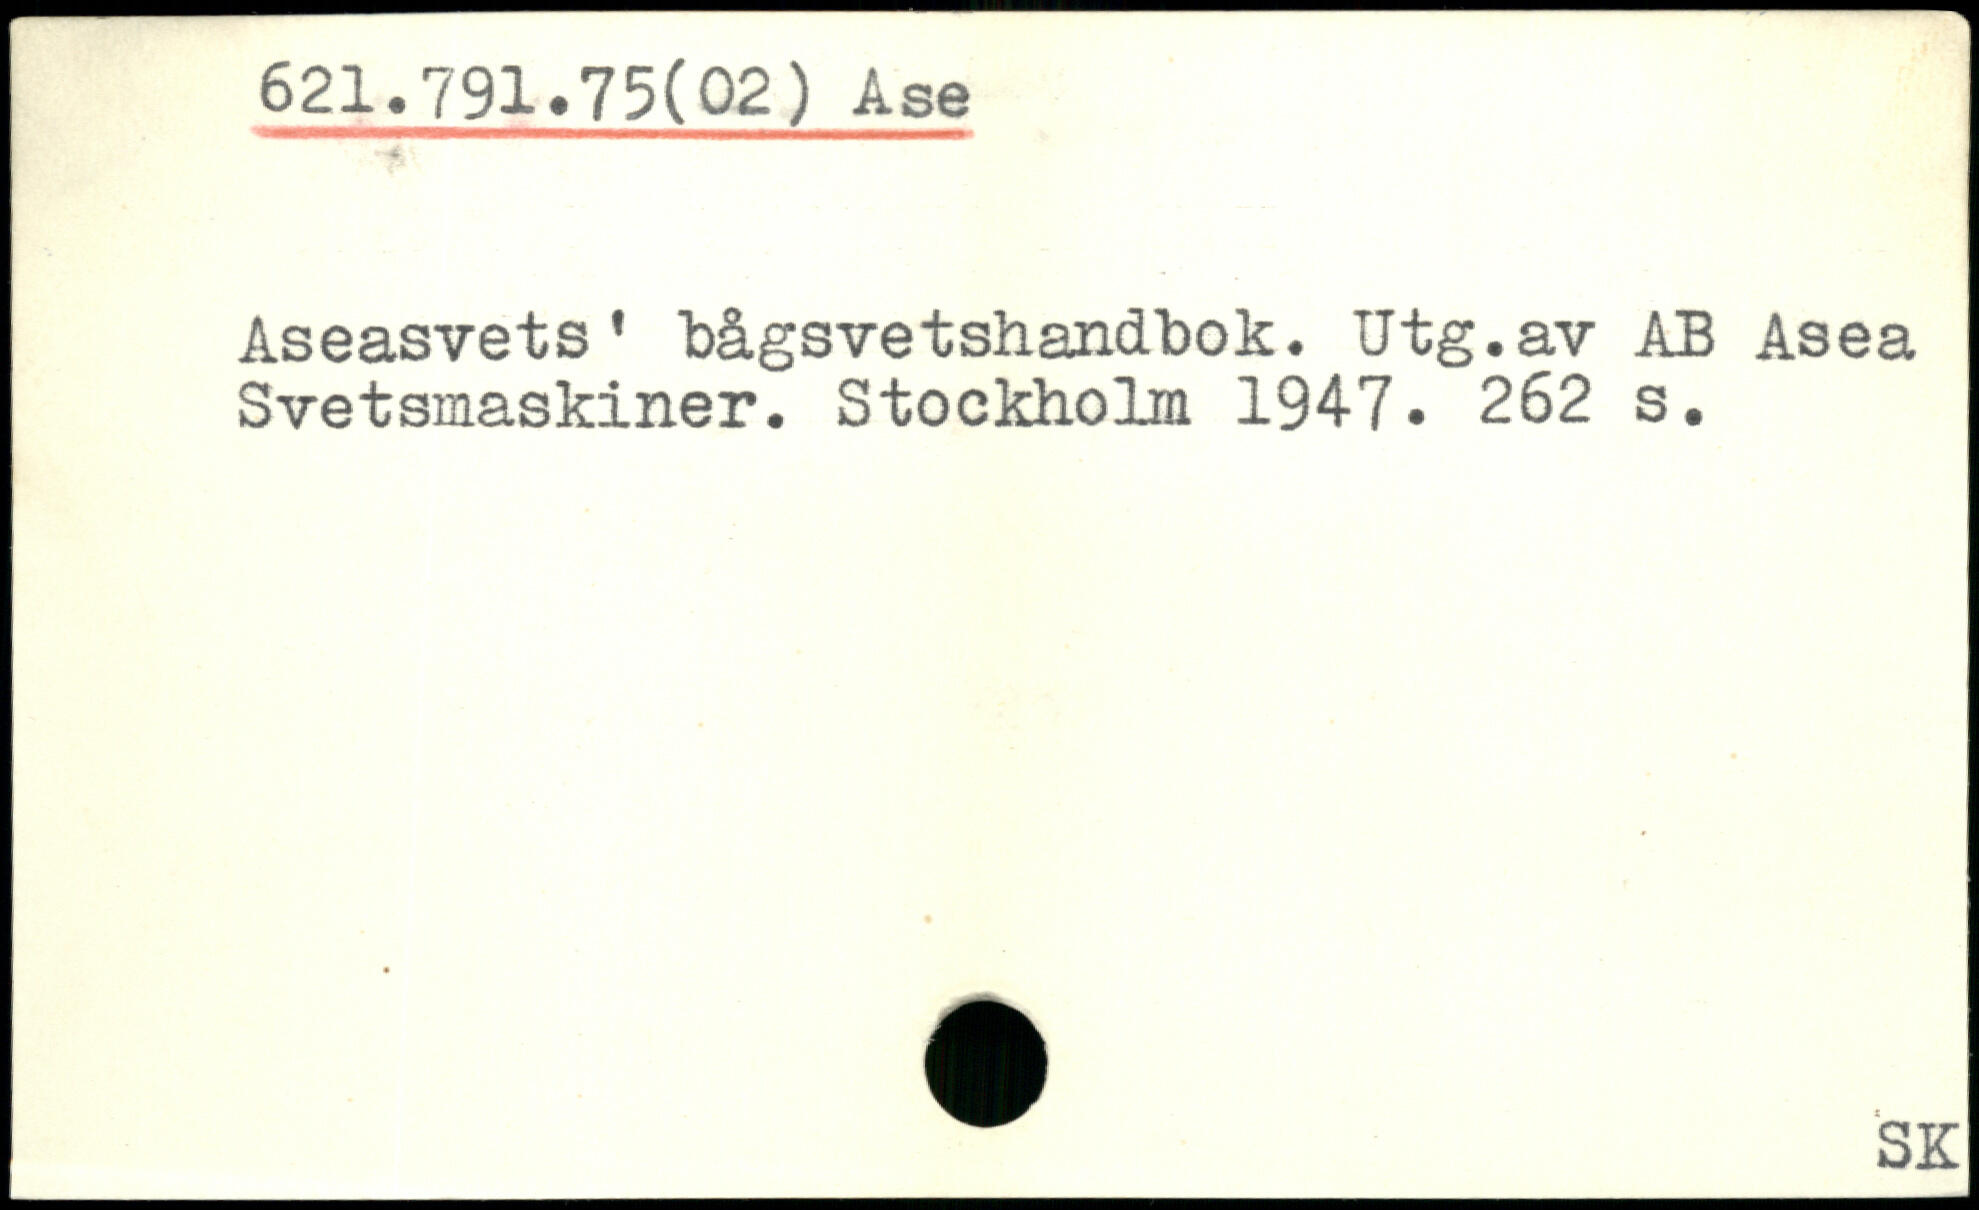 621.791.75(02) Ase
Aseasvets' bågsvetshandbok. Utg.av AB Asea
Svetsmaskiner. Stockholm 1947. 262 s.
SK